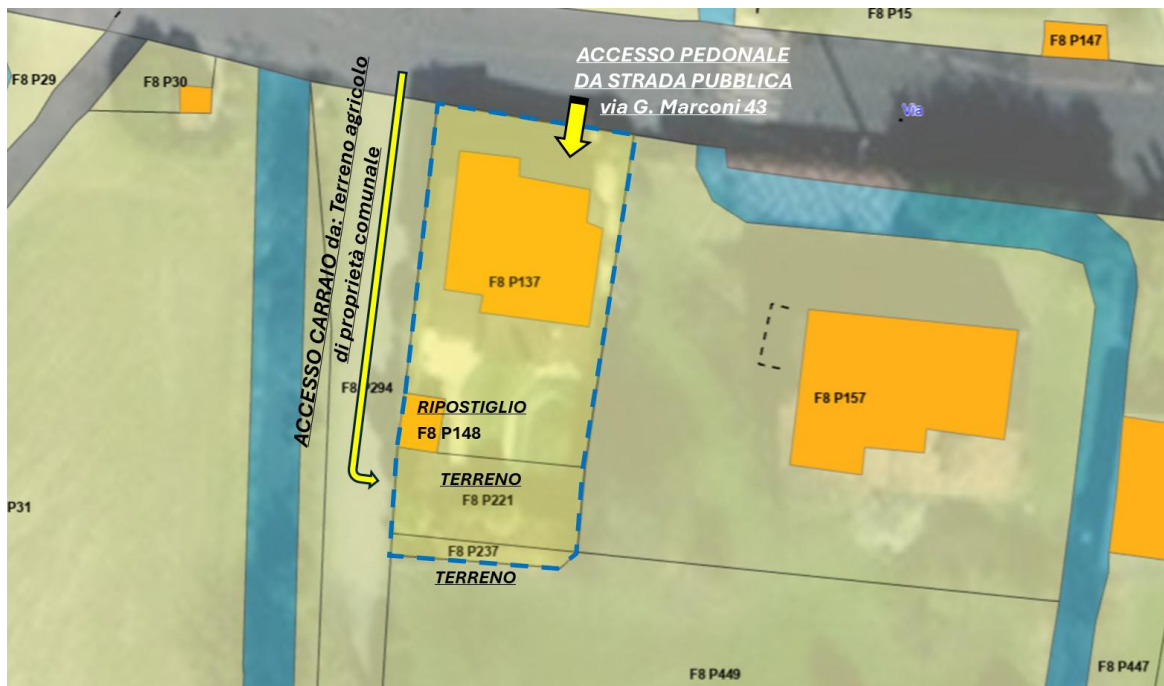 F8 P15
F8 P147
F8 P29
F8 P30
ACCESSO PEDONALE
DA STRADA PUBBLICA
via G. Marconi 43
Via
ACCESSO CARRAIO da: Terreno agricolo
di proprietà comunale
F8 P137
F8 P294
F8 P157
RIPOSTIGLIO
F8 P148
TERRENO
F8 P221
P31
F8 P237
TERRENO
F8 P449
F8 P447